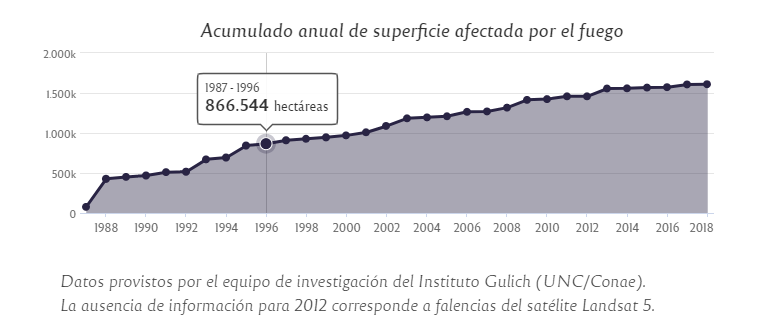 Acumulado anual de superficie afectada por el fuego
2.000k
1987 - 1996
866.544 hectáreas
1.500k
1.000k
500k
0
1988 1990 1992 1994 1996 1998 2000 2002 2004 2006 2008 2010 2012 2014 2016 2018
Datos provistos por el equipo de investigación del Instituto Gulich (UNC/Conae).
La ausencia de información para 2012 corresponde a falencias del satélite Landsat 5.